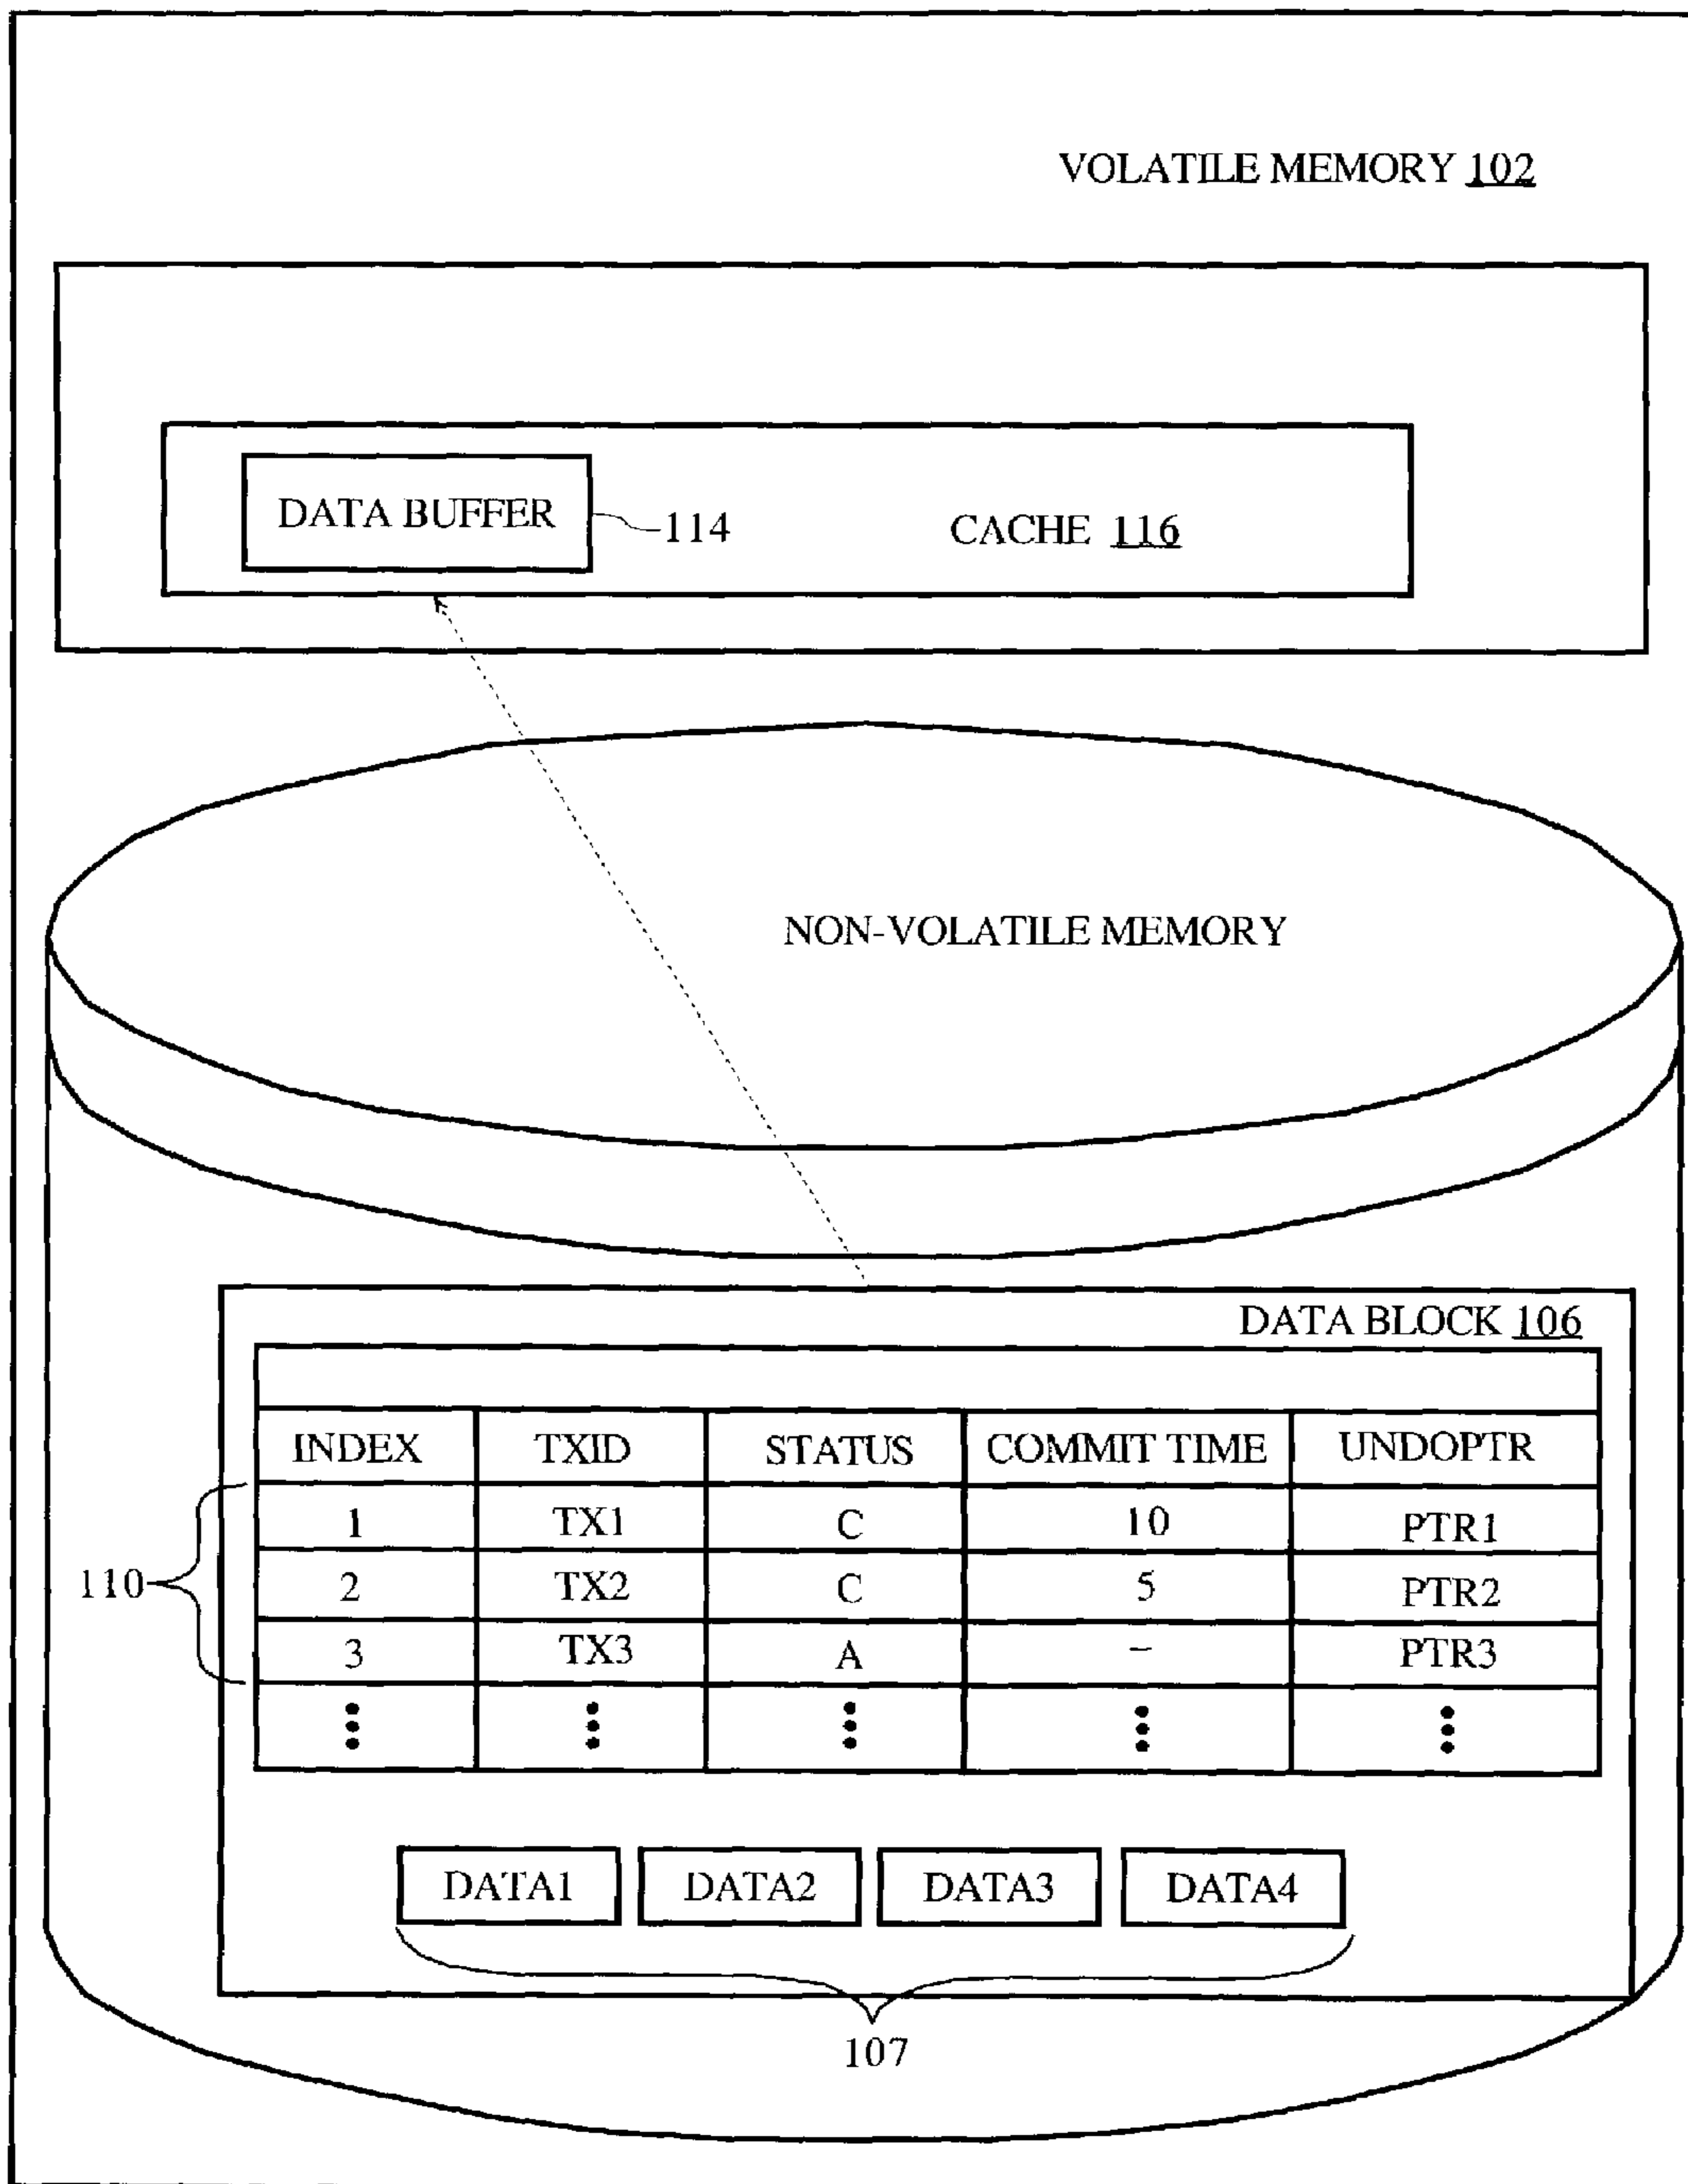 VOLATILE MEMORY 102
DATA BUFFER
114
CACHE 116
NON-VOLATILE MEMORY
DATA BLOCK 106
INDEX TXID STATUS COMMIT TIME UNDOPTR
1 TX1 C 10 PTR1
110
2 TX2 C 5 PTR2
3 TX3 A – PTR3
DATA1 DATA2 DATA3 DATA4
107